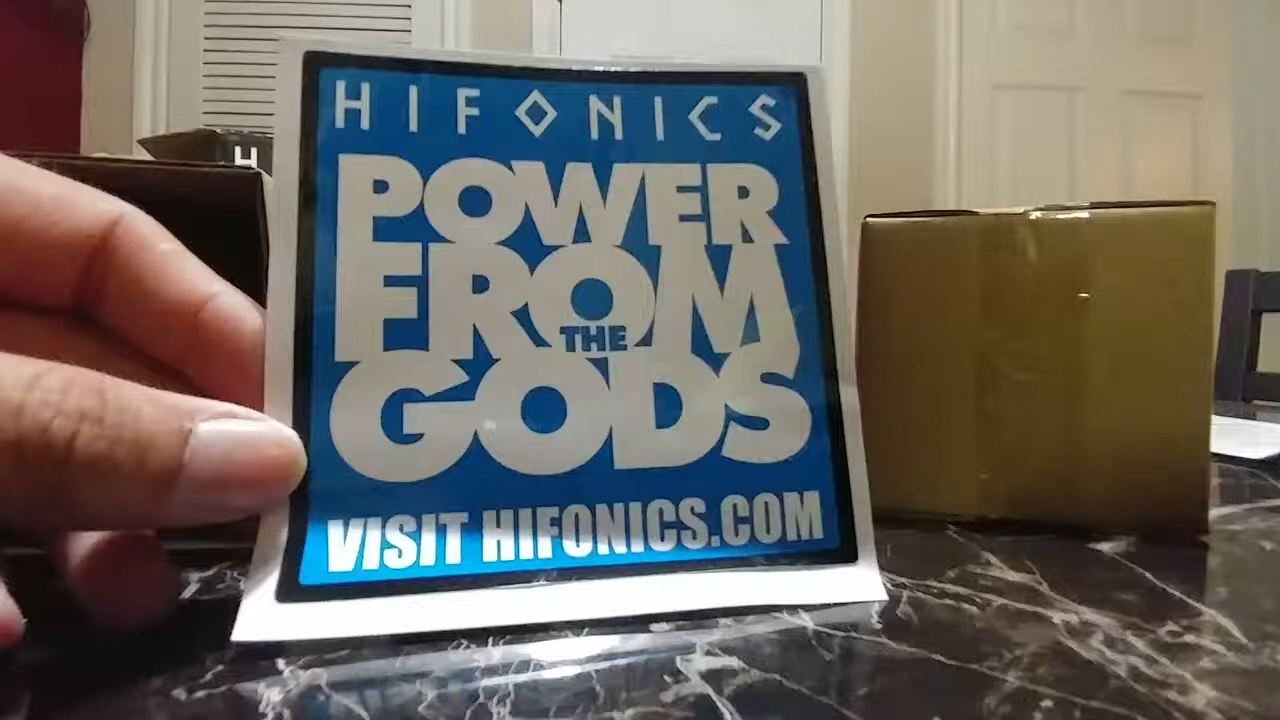 HIFONICS
POWER
FROM
THE
GODS
VISIT HIFONICS.COM
H